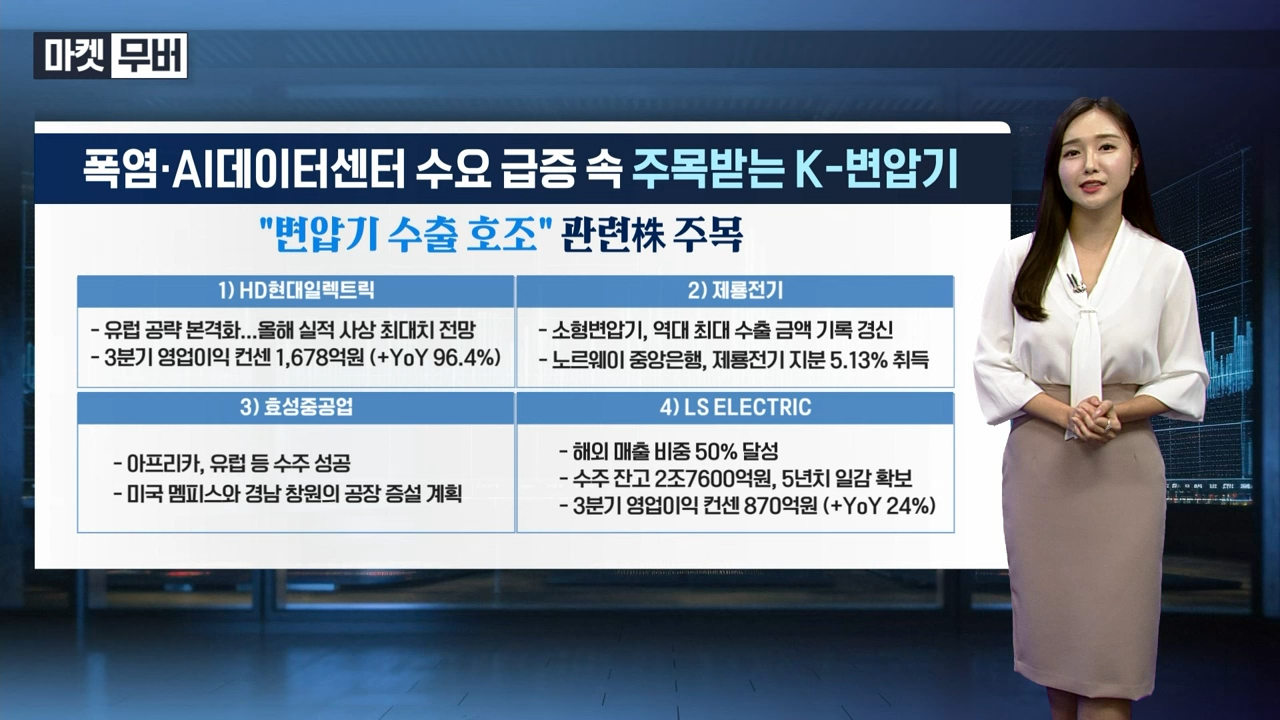 마켓무버
폭염·AI데이터센터 수요 급증 속 주목받는 K-변압기
"변압기 수출 호조" 관련株 주목
1) HD현대일렉트릭
- 유럽 공략 본격화...올해 실적 사상 최대치 전망
- 3분기 영업이익 컨센 1,678억원 (+YoY 96.4%)
2) 제룡전기
- 소형변압기, 역대 최대 수출 금액 기록 경신
- 노르웨이 중앙은행, 제룡전기 지분 5.13% 취득
3) 효성중공업
- 아프리카, 유럽 등 수주 성공
- 미국 멤피스와 경남 창원의 공장 증설 계획
4) LS ELECTRIC
- 해외 매출 비중 50% 달성
- 수주 잔고 2조7600억원, 5년치 일감 확보
- 3분기 영업이익 컨센 870억원 (+YoY 24%)